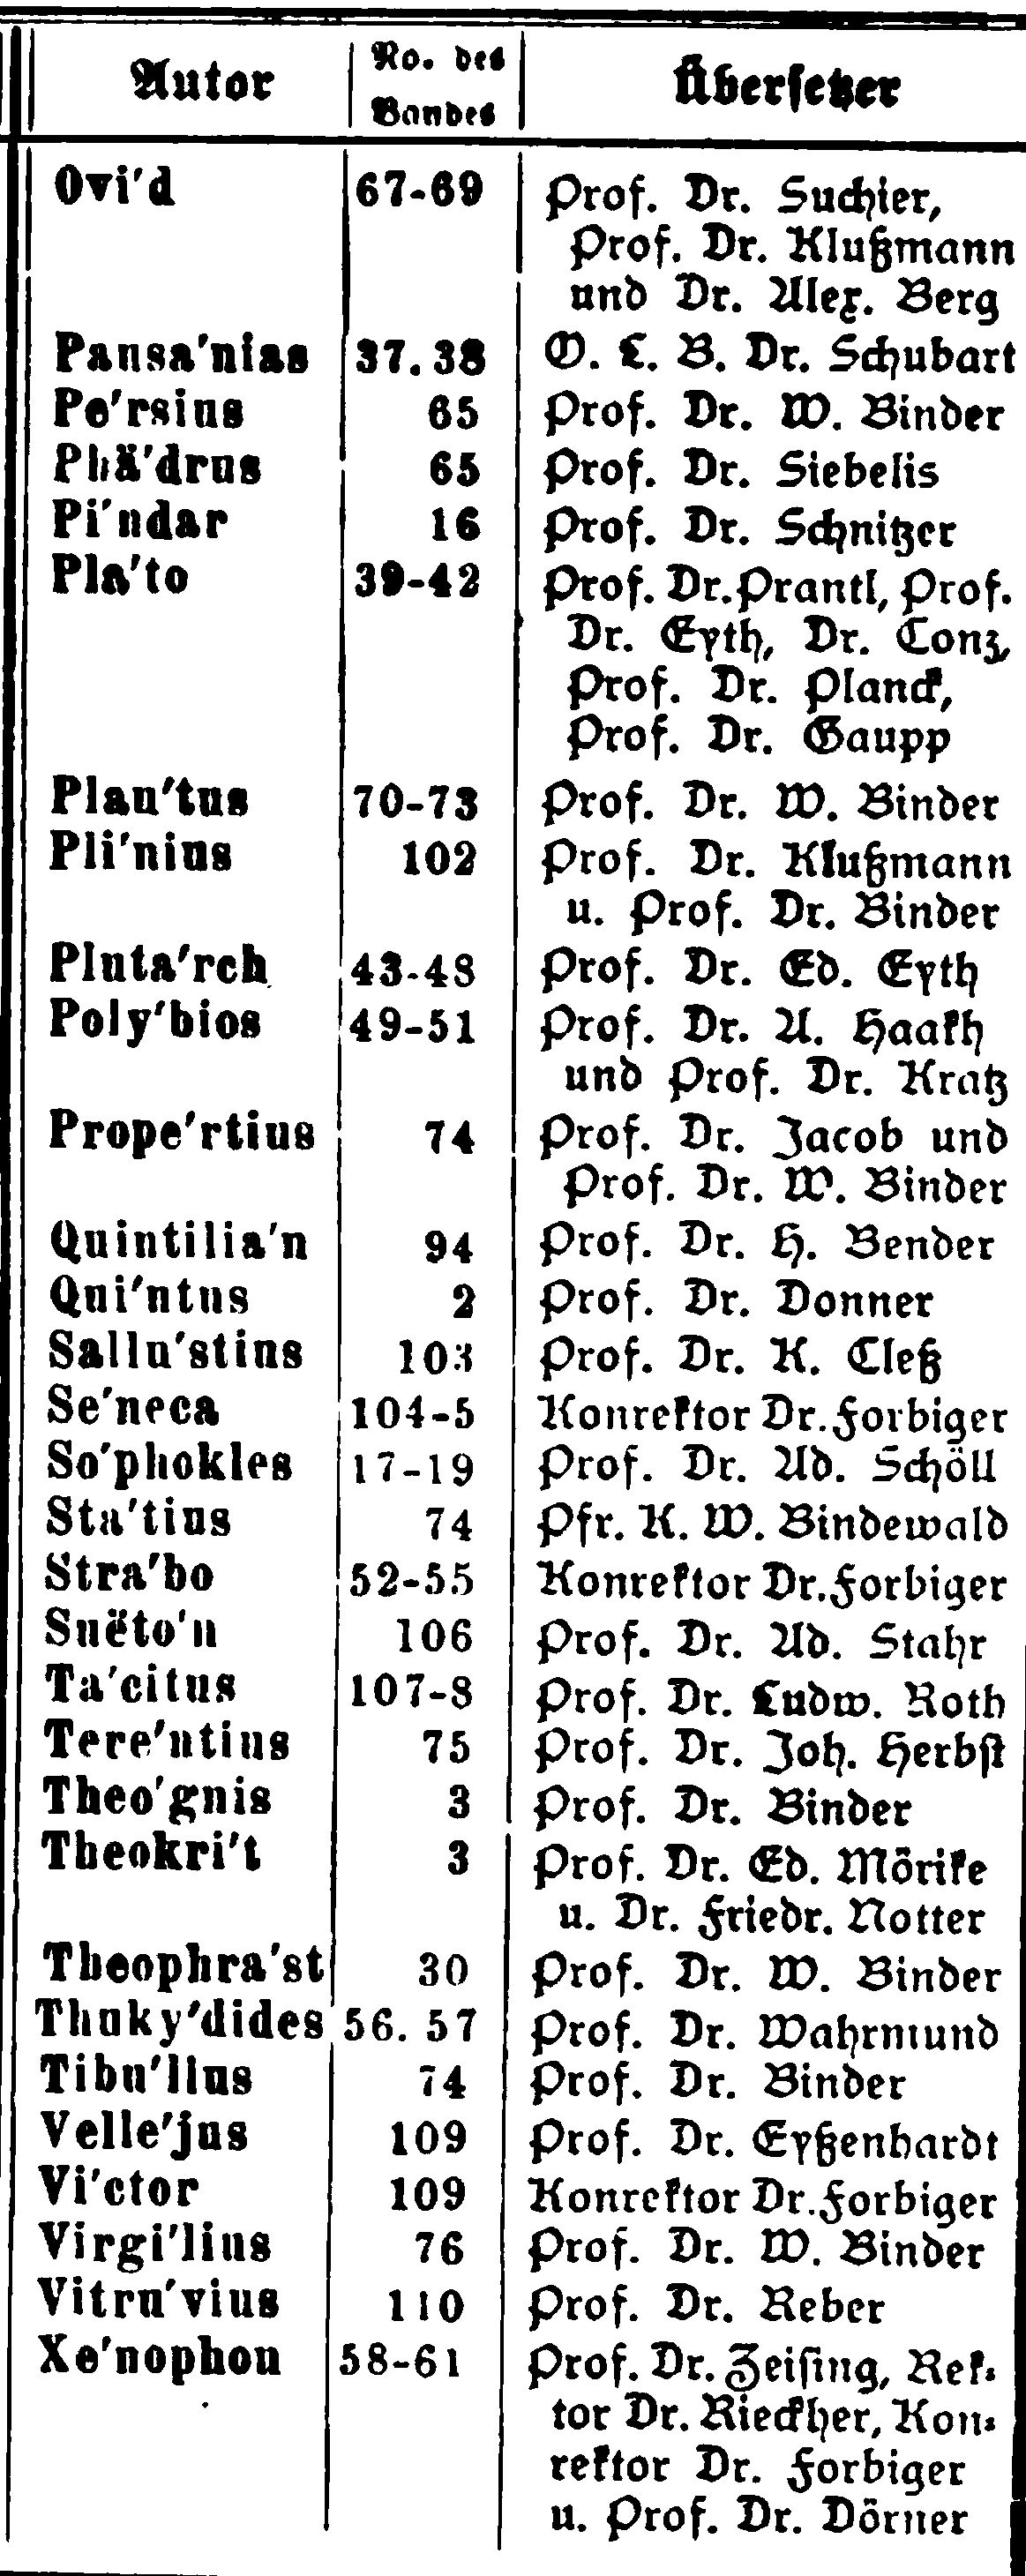 Autor No. des Bandes Übersetzer
Ovi'd 67-69 Prof. Dr. Suchier,
Prof. Dr. Klußmann
und Dr. Alex. Berg
Pausa'nias 37. 38 O. L. B. Dr. Schubart
Pe'rsius 65 Prof. Dr. W. Binder
Phä'drus 65 Prof. Dr. Siebelis
Pi'ndar 16 Prof. Dr. Schnitzer
Pla'to 39-42 Prof. Dr. Prantl, Prof.
Dr. Eyth, Dr. Conz,
Prof. Dr. Planck,
Prof. Dr. Gaupp
Plau'tus 70-73 Prof. Dr. W. Binder
Pli'nius 102 Prof. Dr. Klußmann
u. Prof. Dr. Binder
Pluta'rch 43-48 Prof. Dr. Ed. Eyth
Poly'bios 49-51 Prof. Dr. A. Haakh
und Prof. Dr. Kratz
Prope'rtius 74 Prof. Dr. Jacob und
Prof. Dr. W. Binder
Quintilia'n 94 Prof. Dr. H. Bender
Qui'ntus 2 Prof. Dr. Donner
Sallu'stius 103 Prof. Dr. K. Cleß
Se'neca 104-5 Konrektor Dr. Forbiger
So'phokles 17-19 Prof. Dr. Ad. Schöll
Sta'tius 74 Pfr. K. W. Bindewald
Stra'bo 52-55 Konrektor Dr. Forbiger
Suëto'n 106 Prof. Dr. Ad. Stahr
Ta'citus 107-8 Prof. Dr. Ludw. Roth
Tere'ntius 75 Prof. Dr. Joh. Herbst
Theo'gnis 3 Prof. Dr. Binder
Theokri't 3 Prof. Dr. Ed. Mörike
u. Dr. Friedr. Notter
Theophra'st 30 Prof. Dr. W. Binder
Thuky'dides 56. 57 Prof. Dr. Wahrmund
Tibu'llus 74 Prof. Dr. Binder
Velle'jus 109 Prof. Dr. Eyßenhardt
Vi'ctor 109 Konrektor Dr. Forbiger
Virgi'lius 76 Prof. Dr. W. Binder
Vitru'vius 110 Prof. Dr. Reber
Xe'nophon 58-61 Prof. Dr. Zeising, Rek-
tor Dr. Rieckher, Kon-
rektor Dr. Forbiger
u. Prof. Dr. Dörner